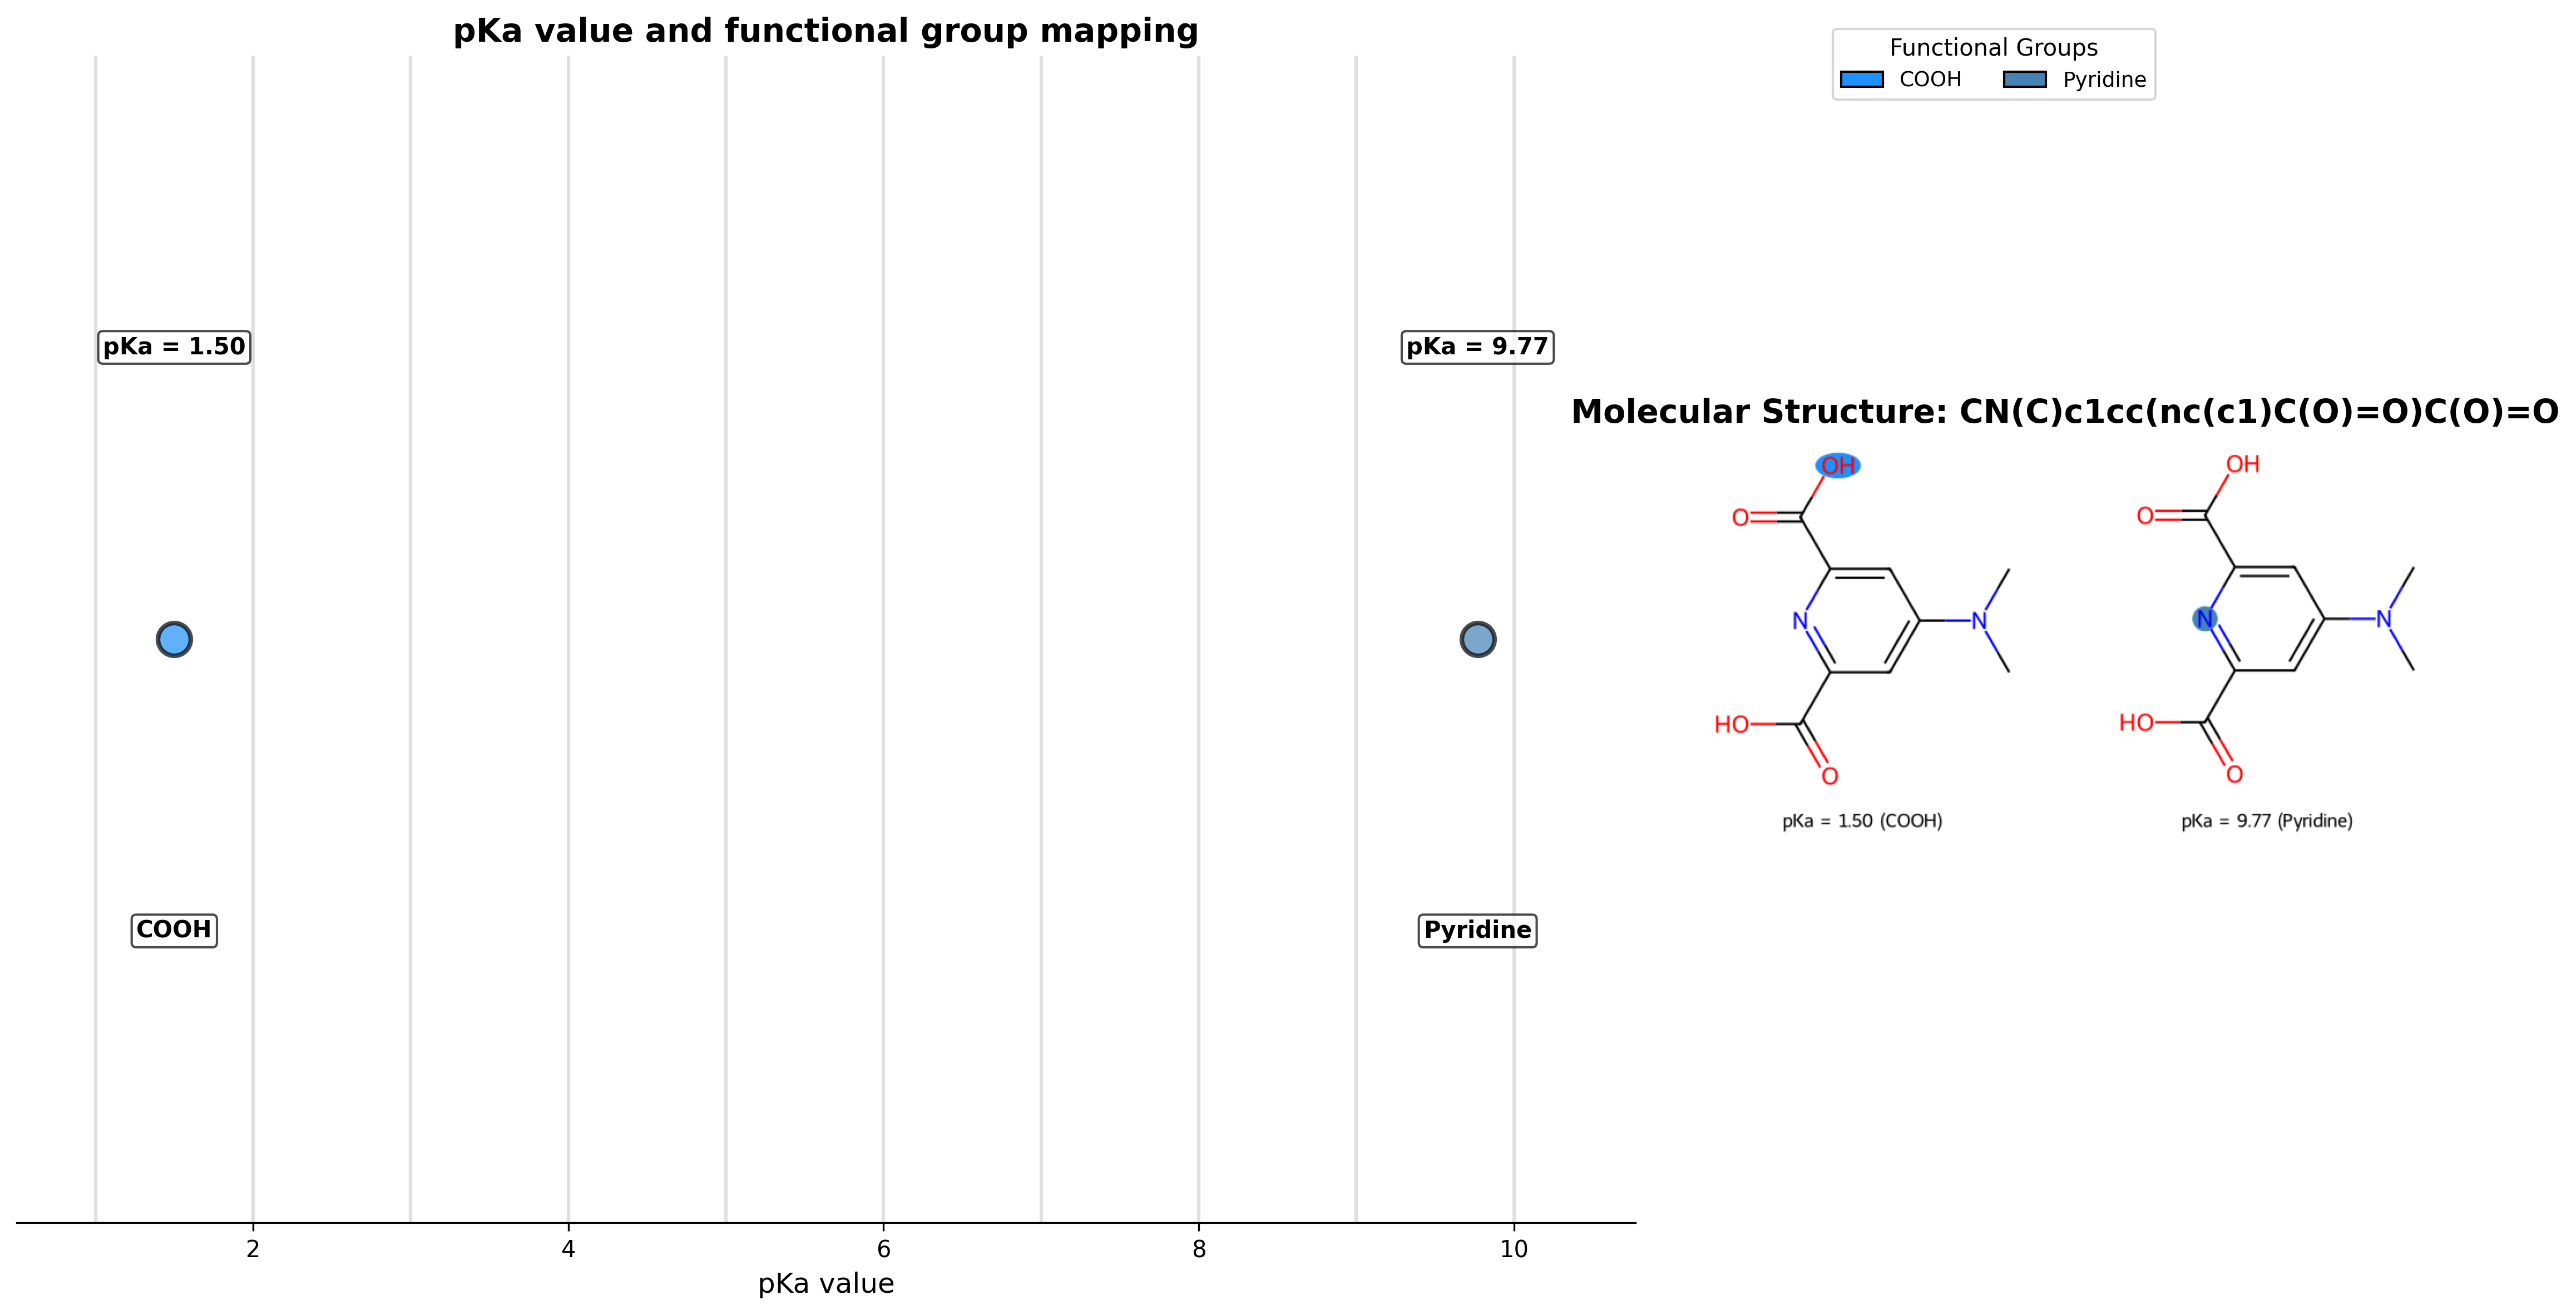 pKa value and functional group mapping
Functional Groups
COOH Pyridine
pKa = 1.50
pKa = 9.77
Molecular Structure: CN(C)c1cc(nc(c1)C(O)=O)C(O)=O
OH
O
N
N
HO
O
pKa = 1.50 (COOH)
OH
O
N
N
HO
O
pKa = 9.77 (Pyridine)
COOH
Pyridine
2 4 6 8 10
pKa value